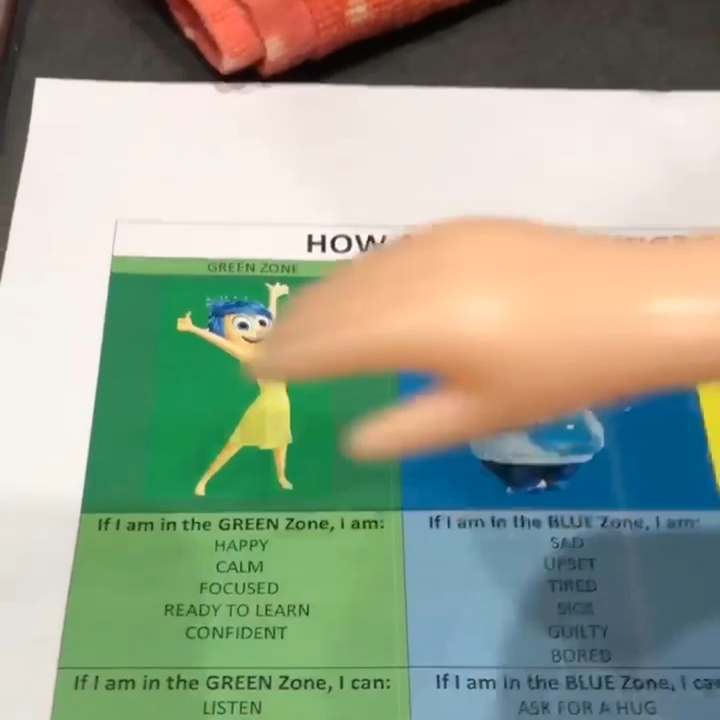 HOW
GREEN ZONE
If I am in the GREEN Zone, I am:
HAPPY
CALM
FOCUSED
READY TO LEARN
CONFIDENT
If I am in the BLUE Zone, I am:
SAD
UPSET
TIRED
SICK
GUILTY
BORED
If I am in the GREEN Zone, I can:
LISTEN
If I am in the BLUE Zone, I
ASK FOR A HUG